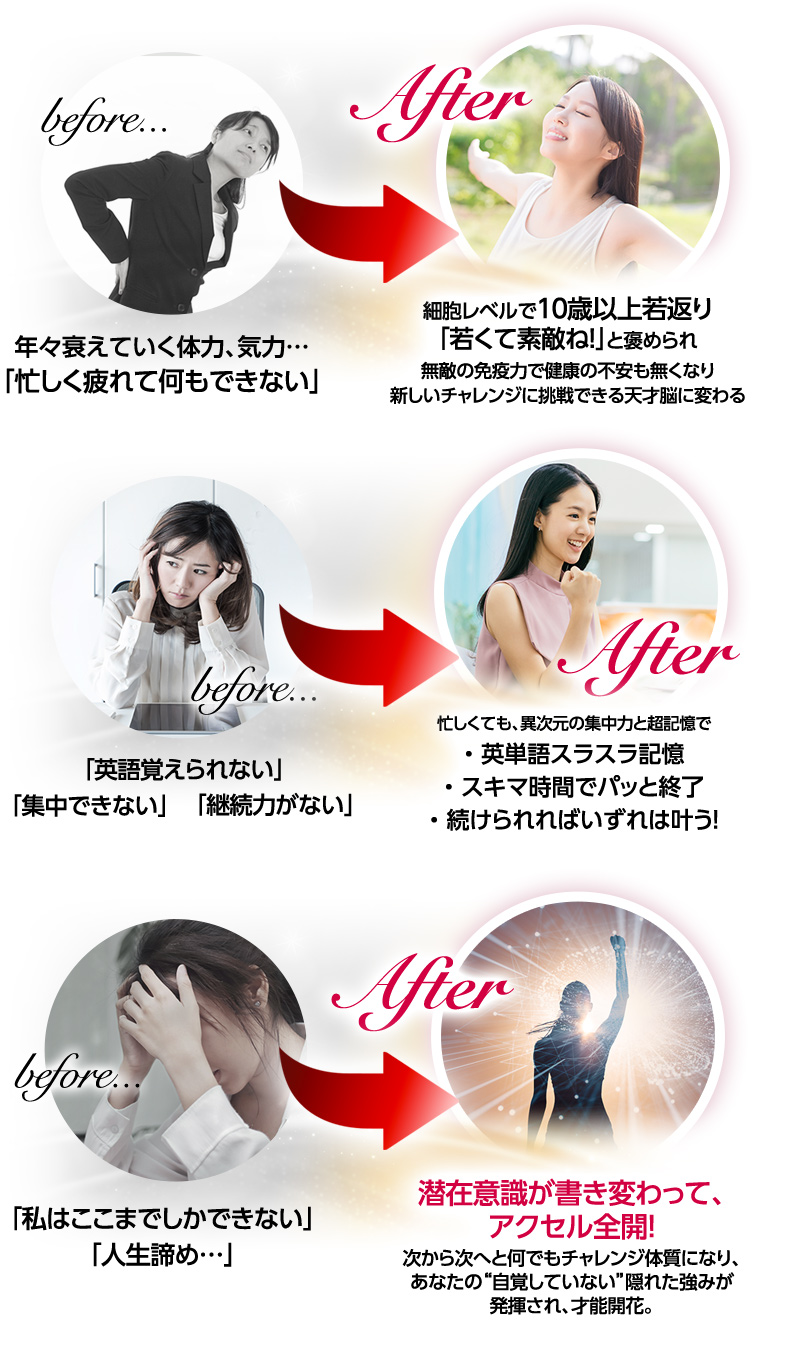 before...
After
年々衰えていく体力、気力…
「忙しく疲れて何もできない」
細胞レベルで10歳以上若返り
「若くて素敵ね!」と褒められ
無敵の免疫力で健康の不安も無くなり
新しいチャレンジに挑戦できる天才脳に変わる
before...
After
「英語覚えられない」
「集中できない」 「継続力がない」
忙しくても、異次元の集中力と超記憶で
・英単語スラスラ記憶
・スキマ時間でパッと終了
・続けられればいずれは叶う!
before...
After
「私はここまでしかできない」
「人生諦め…」
潜在意識が書き変わって、
アクセル全開!
次から次へと何でもチャレンジ体質になり、
あなたの“自覚していない”隠れた強みが
発揮され、才能開花。